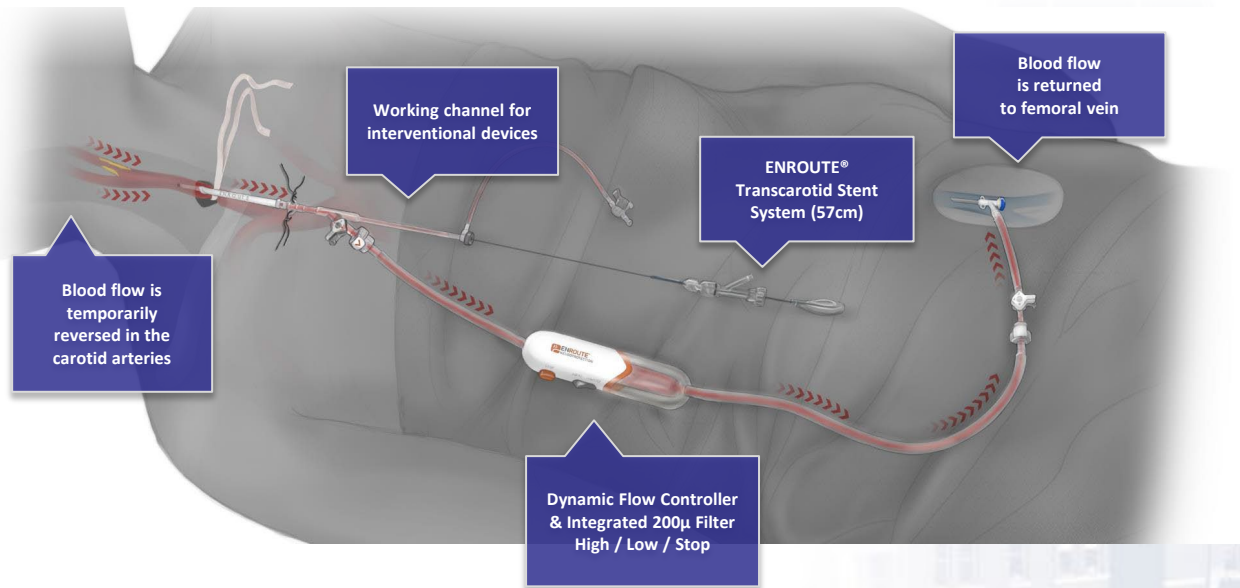 Blood flow
is returned
to femoral vein
Working channel for
interventional devices
ENROUTE®
Transcarotid Stent
System (57cm)
Blood flow is
temporarily
reversed in the
carotid arteries
ENROUTE
ENROUTE
Dynamic Flow Controller
& Integrated 200µ Filter
High / Low / Stop